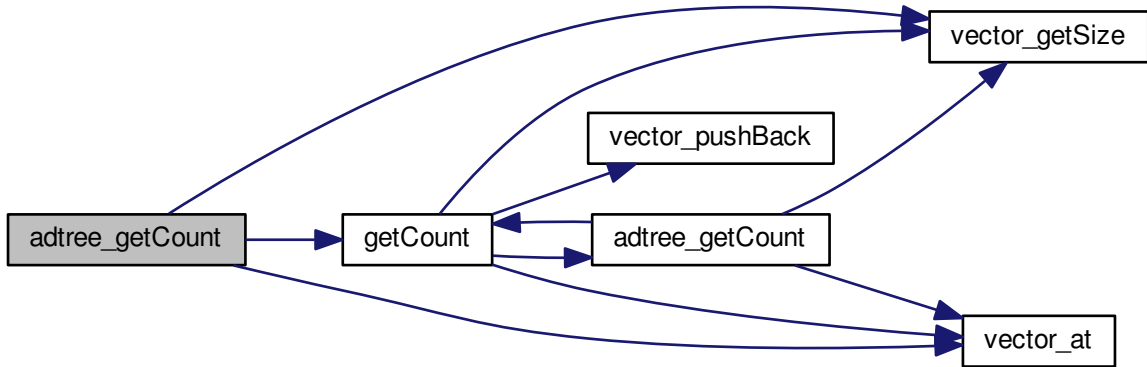 vector_getSize
vector_pushBack
adtree_getCount
getCount
adtree_getCount
vector_at